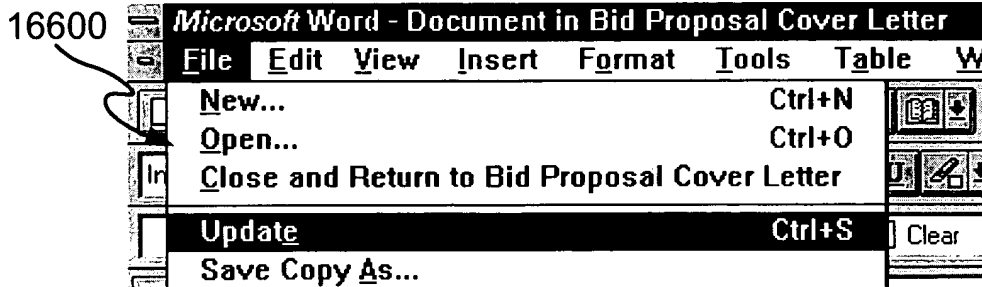 16600
Microsoft Word - Document in Bid Proposal Cover Letter
File Edit View Insert Format Tools Table W
New... Ctrl+N
Open... Ctrl+O
In
Close and Return to Bid Proposal Cover Letter
U
Update Ctrl+S
Clear
Save Copy As...